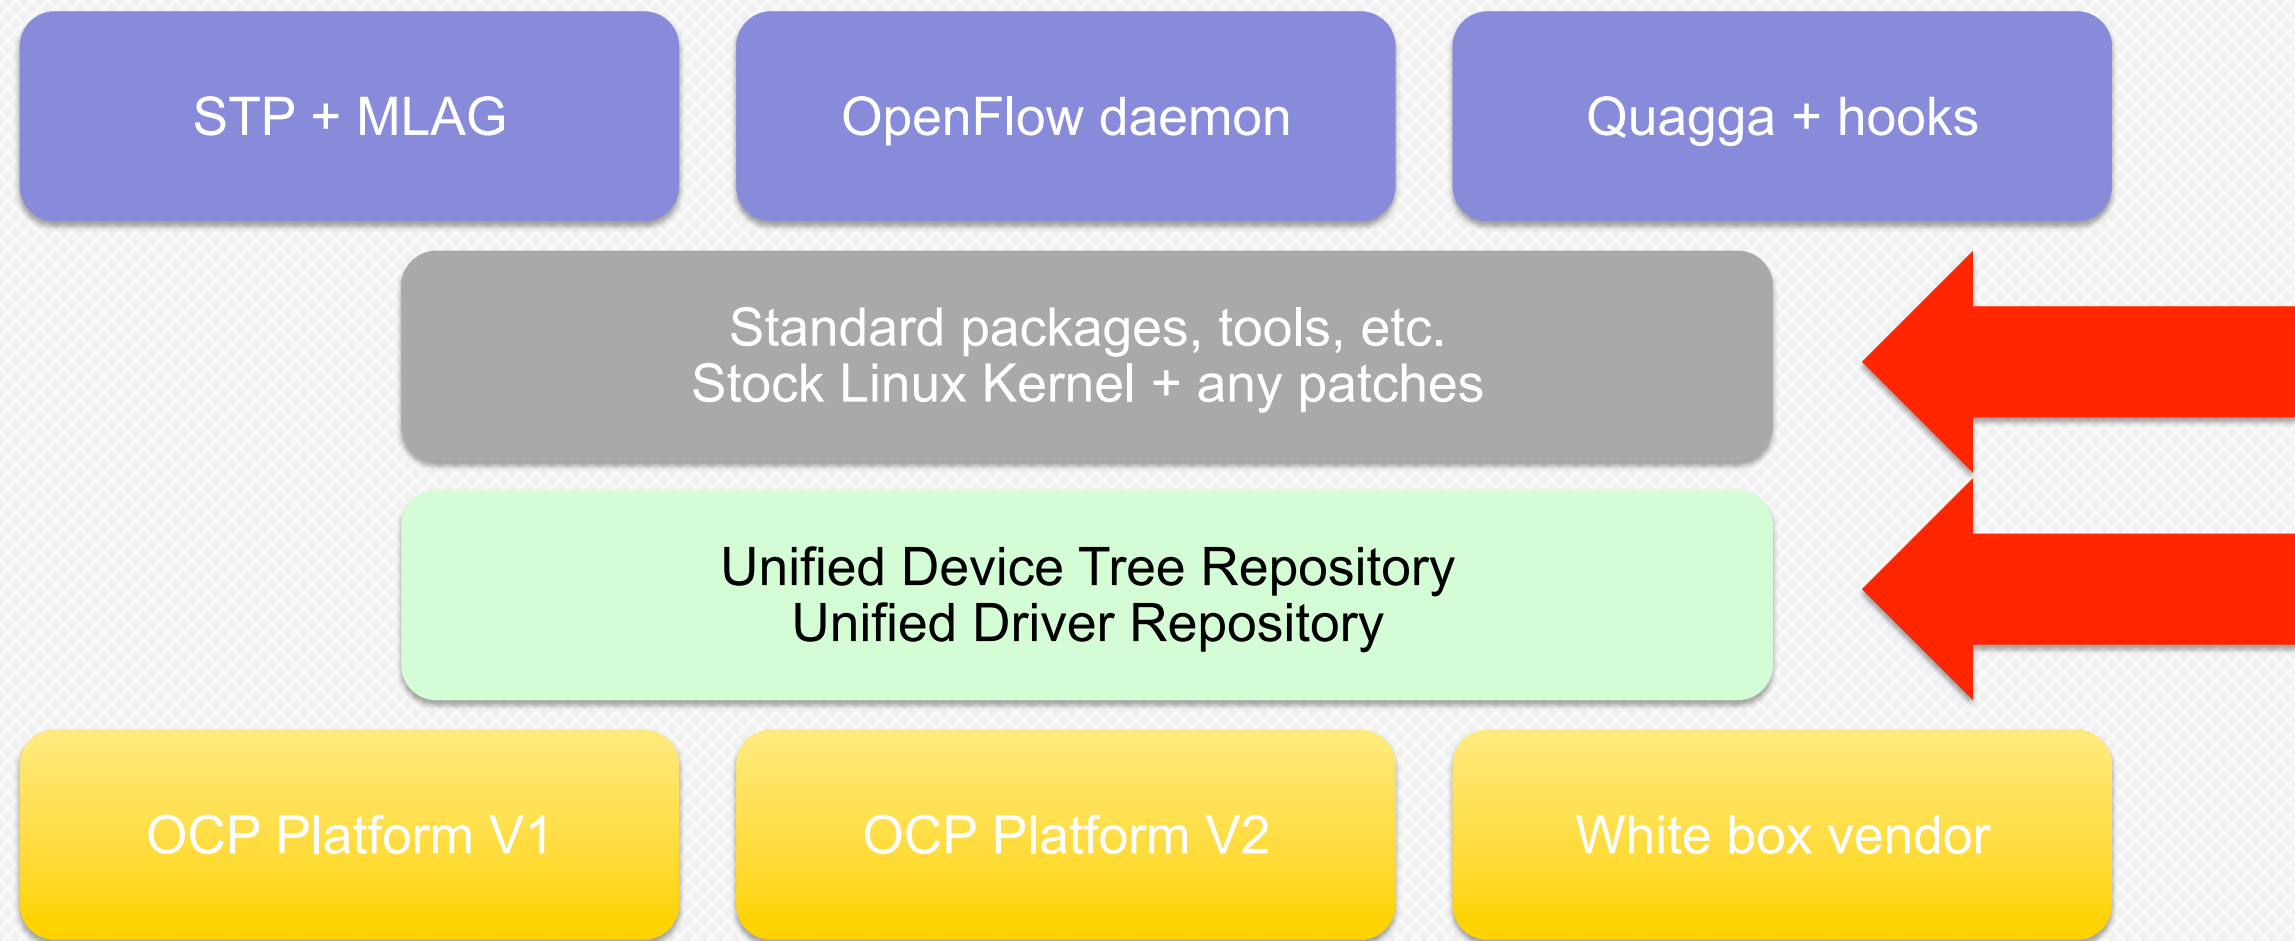 STP + MLAG
OpenFlow daemon
Quagga + hooks
Standard packages, tools, etc.
Stock Linux Kernel + any patches
Unified Device Tree Repository
Unified Driver Repository
OCP Platform V1
OCP Platform V2
White box vendor